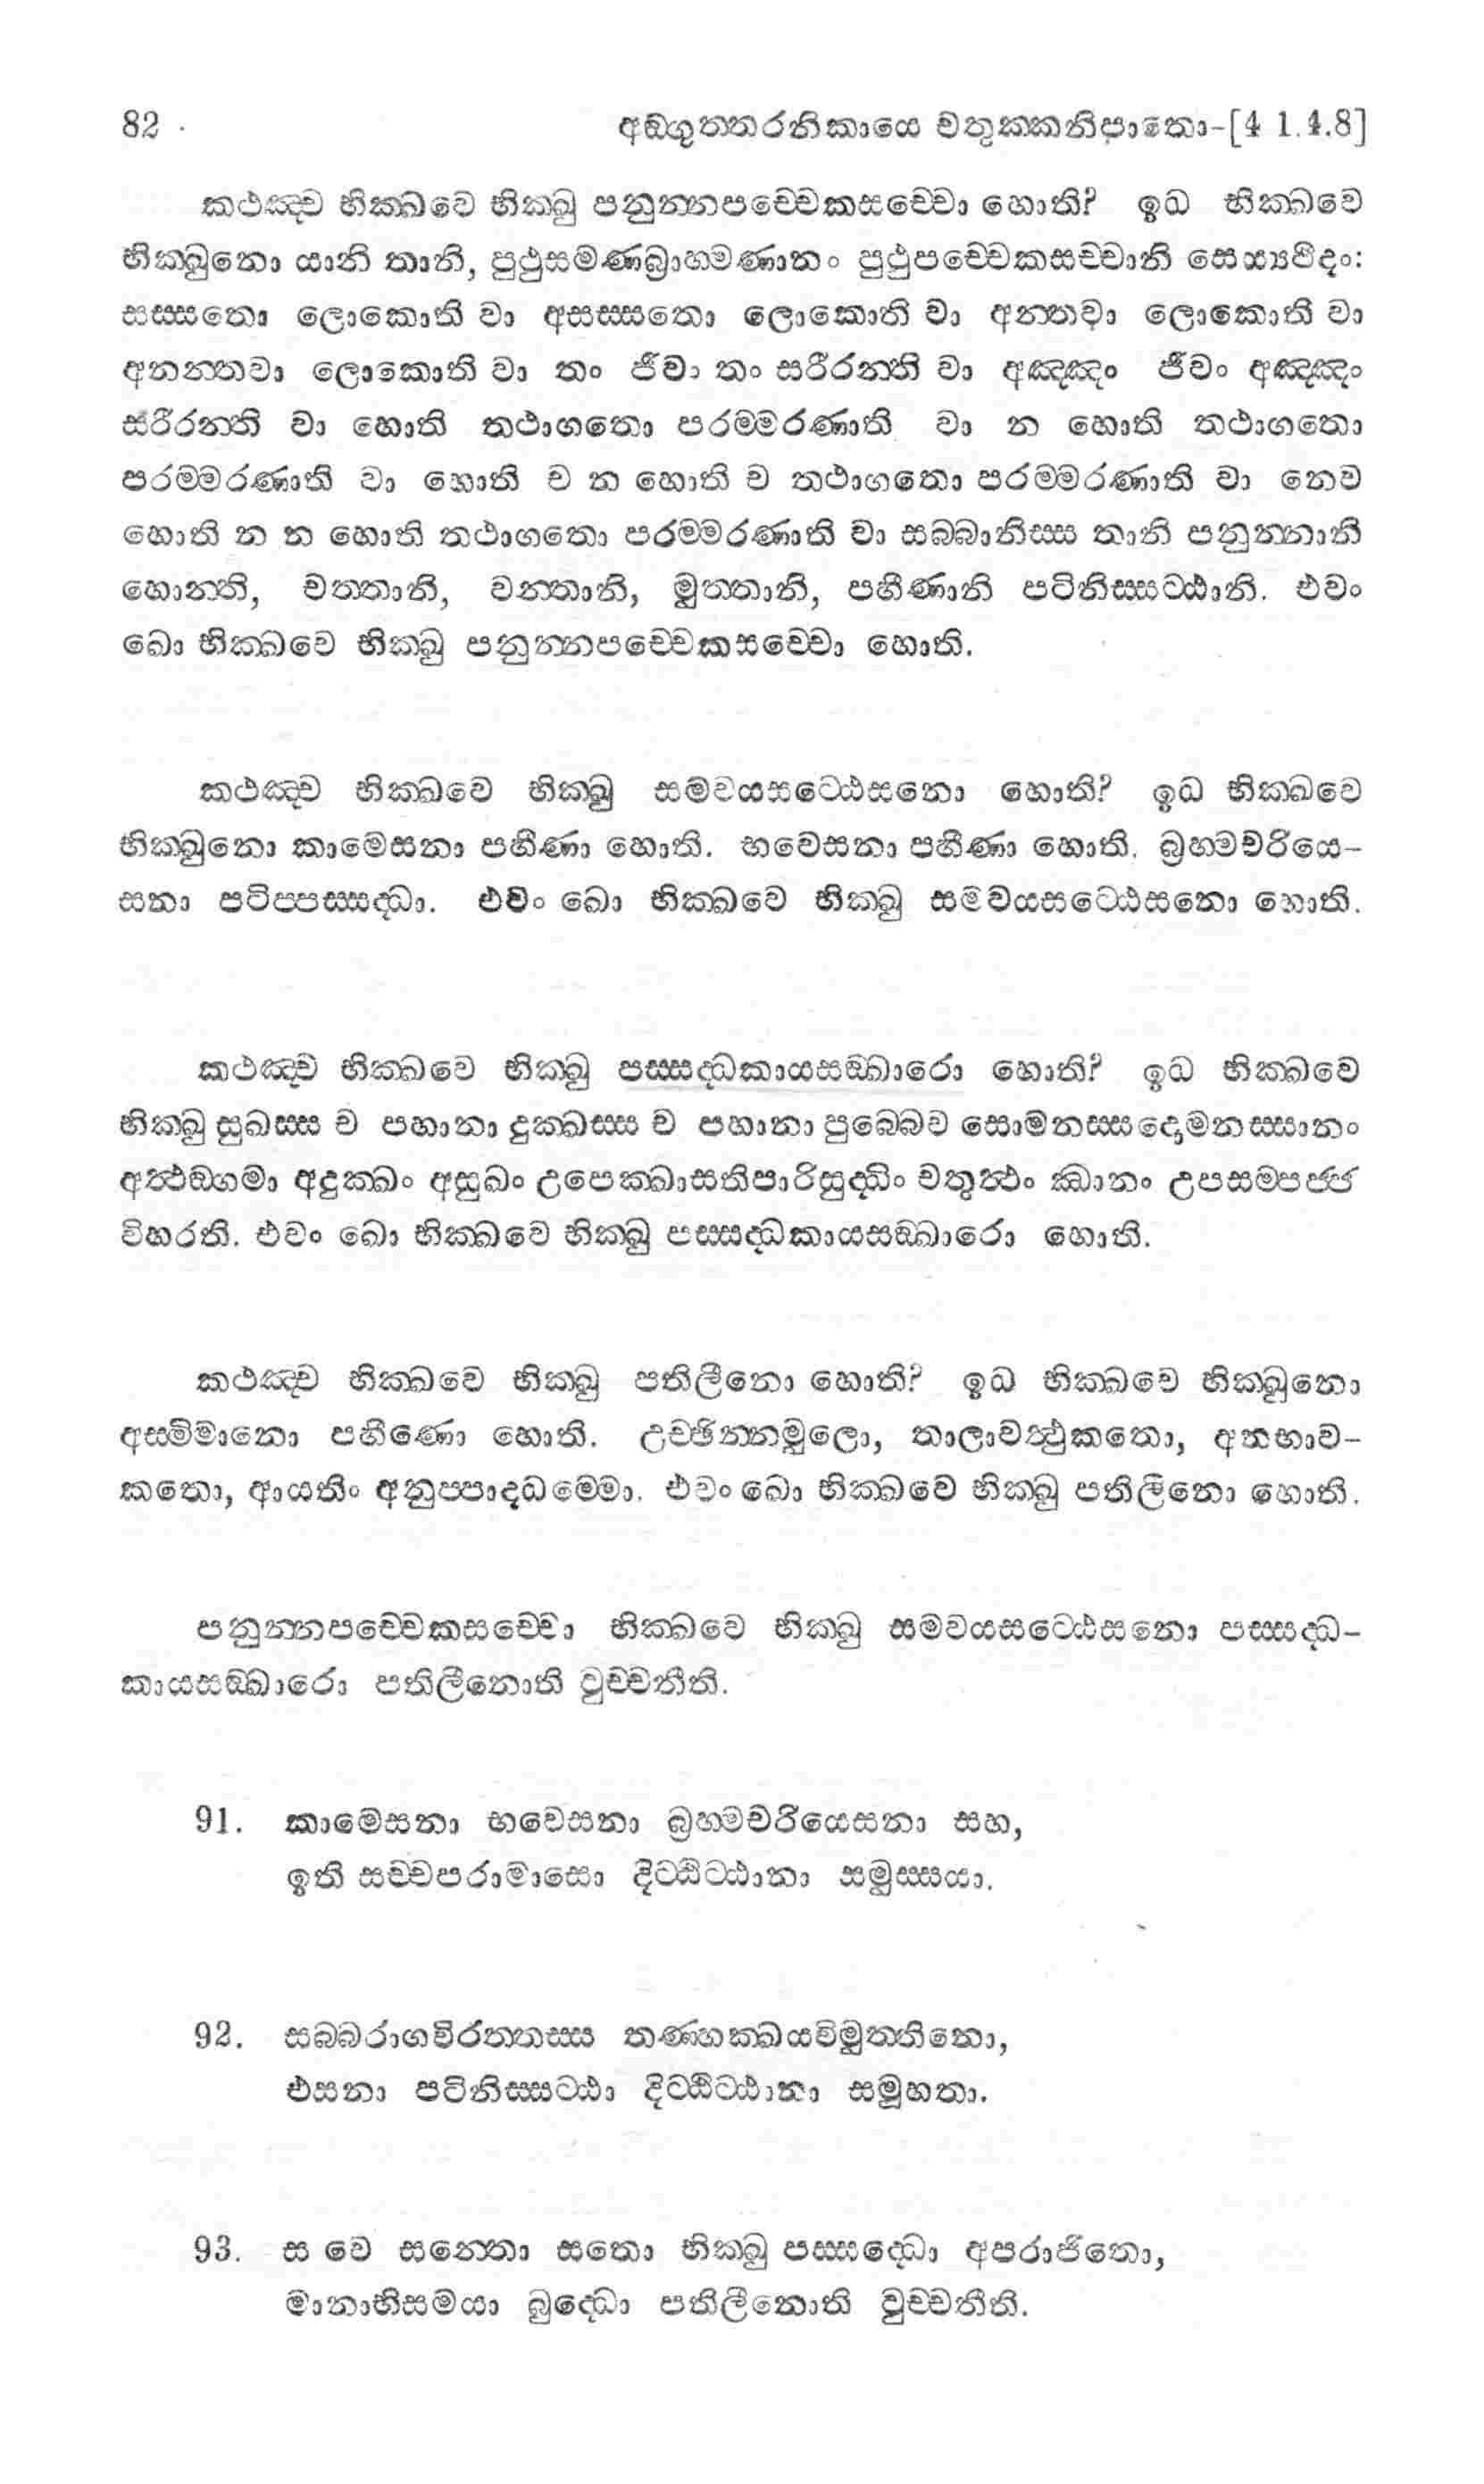 82 අඞ්ගුත්තරනිකායෙ චතුක්කනිපාතො-[4 1.4.8]
කථඤ්ච භික්ඛවෙ භික්ඛු පනුන්නපච්චෙකසච්චො හොති? ඉධ භික්ඛවෙ
භික්ඛුනො යානි තානි, පුථුසමණබ්‍රාහ්මණානං පුථුපච්චෙකසච්චානි සෙය්‍යථිදං:
සස්සතො ලොකොති වා අසස්සතො ලොකොති වා අන්තවා ලොකොති වා
අනන්තවා ලොකොති වා තං ජීවං තං සරීරන්ති වා අඤ්ඤං ජීවං අඤ්ඤං
සරීරන්ති වා හොති තථාගතො පරම්මරණාති වා න හොති තථාගතො
පරම්මරණාති වා හොති ච න හොති ච තථාගතො පරම්මරණාති වා නෙව
හොති න න හොති තථාගතො පරම්මරණාති වා සබ්බානිස්ස තානි පනුන්නානි
හොන්ති, චත්තානි, වන්තානි, මුත්තානි, පහීණානි පටිනිස්සට්ඨානි. එවං
ඛො භික්ඛවෙ භික්ඛු පනුන්නපච්චෙකසච්චො හොති.
කථඤ්ච භික්ඛවෙ භික්ඛු සමවයසට්ඨෙසනො හොති? ඉධ භික්ඛවෙ
භික්ඛුනො කාමෙසනා පහීණා හොති. භවෙසනා පහීණා හොති. බ්‍රහ්මචරියෙ-
සනා පටිප්පස්සද්ධා. එවං ඛො භික්ඛවෙ භික්ඛු සමවයසට්ඨෙසනො හොති.
කථඤ්ච භික්ඛවෙ භික්ඛු පස්සද්ධකායසඞ්ඛාරො හොති? ඉධ භික්ඛවෙ
භික්ඛු සුඛස්ස ච පහානා දුක්ඛස්ස ච පහානා පුබ්බෙව සොමනස්සදොමනස්සානං
අත්ථඞ්ගමා අදුක්ඛං අසුඛං උපෙක්ඛාසතිපාරිසුද්ධිං චතුත්ථං ඣානං උපසම්පජ්ජ
විහරති. එවං ඛො භික්ඛවෙ භික්ඛු පස්සද්ධකායසඞ්ඛාරො හොති.
කථඤ්ච භික්ඛවෙ භික්ඛු පතිලීනො හොති? ඉධ භික්ඛවෙ භික්ඛුනො
අස්මිමානො පහීණො හොති. උච්ඡින්නමූලො, තාලාවත්ථුකතො, අනභාව-
කතො, ආයතිං අනුප්පාදධම්මො. එවං ඛො භික්ඛවෙ භික්ඛු පතිලීනො හොති.
පනුන්නපච්චෙකසච්චො භික්ඛවෙ භික්ඛු සමවයසට්ඨෙසනො පස්සද්ධ-
කායසඞ්ඛාරො පතිලීනොති වුච්චතීති.
91. කාමෙසනා භවෙසනා බ්‍රහ්මචරියෙසනා සහ,
ඉති සච්චපරාමාසො දිට්ඨිට්ඨානා සමුස්සයා.
92. සබ්බරාගවිරත්තස්ස තණ්හක්ඛයවිමුත්තිනො,
එසනා පටිනිස්සට්ඨා දිට්ඨිට්ඨානා සමූහතා.
93. ස වෙ සන්තො සතො භික්ඛු පස්සද්ධො අපරාජිතො,
මානාභිසමයා බුද්ධො පතිලීනොති වුච්චතීති.